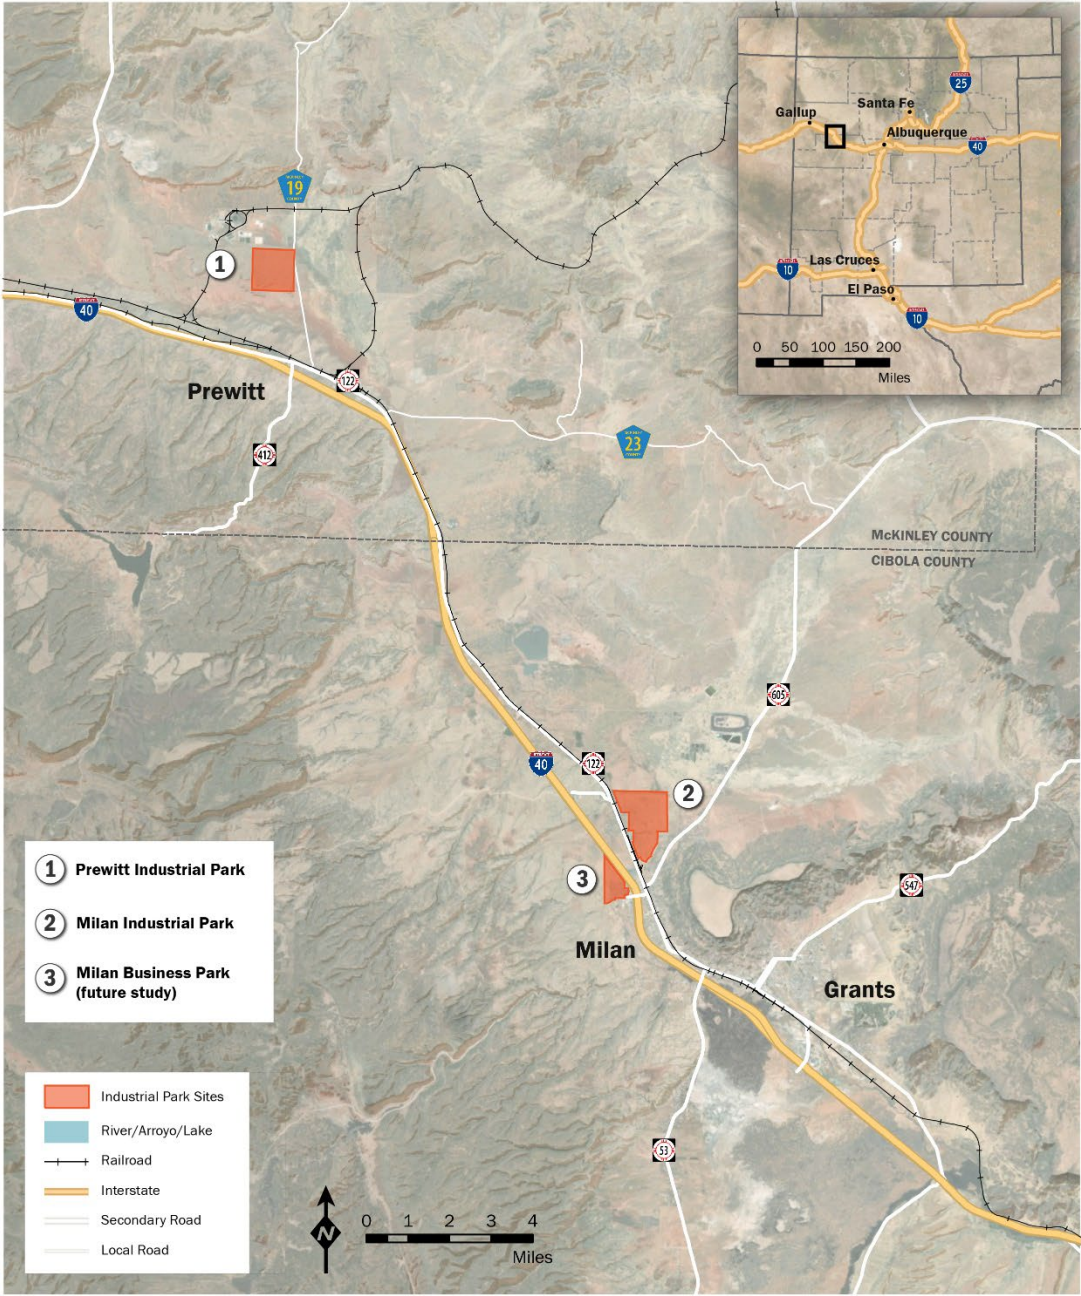 25
Santa Fe
Gallup
Albuquerque
40
Las Cruces
10
El Paso
10
0 50 100 150 200
Miles
19
1
40
Prewitt
122
412
23
McKINLEY COUNTY
CIBOLA COUNTY
605
40
122
2
3
547
Milan
Grants
53
1 Prewitt Industrial Park
2 Milan Industrial Park
3 Milan Business Park
(future study)
Industrial Park Sites
River/Arroyo/Lake
Railroad
Interstate
Secondary Road
Local Road
N
0 1 2 3 4
Miles